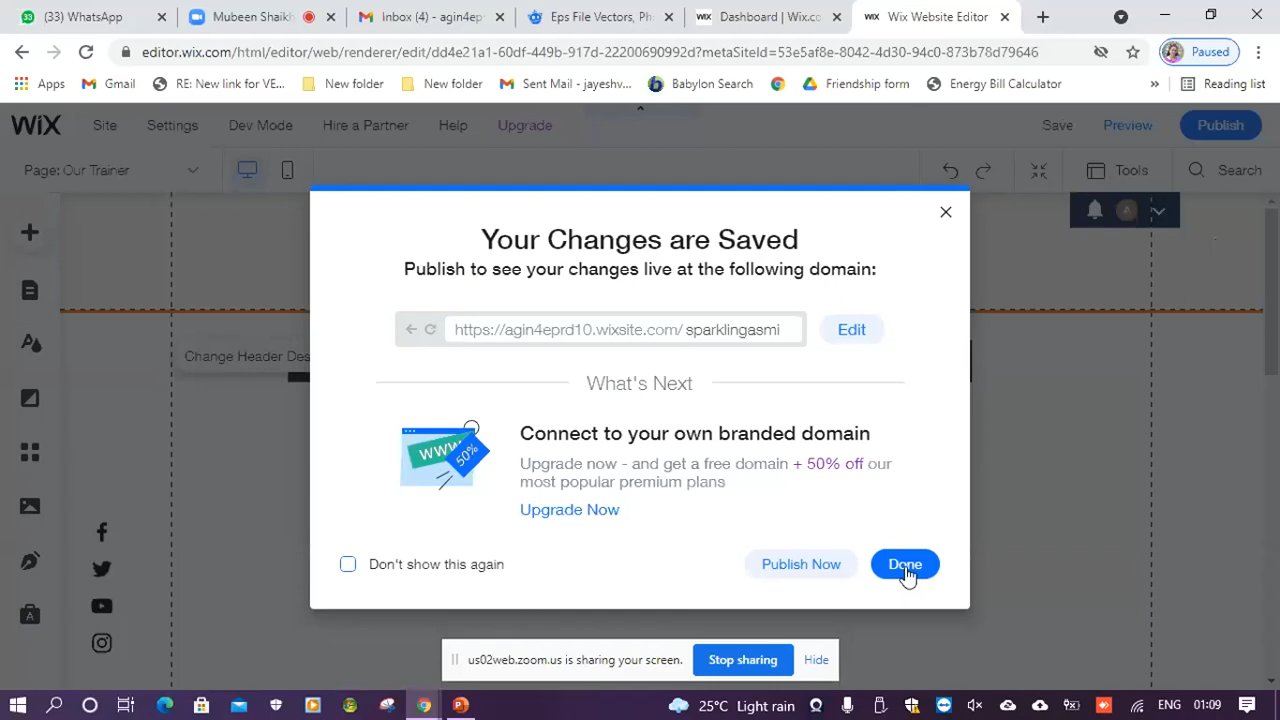 (33) WhatsApp
Mubeen Shaikh
Inbox (4) - agin4ep
Eps File Vectors, Ph
WIX Dashboard | Wix.co
WIX Wix Website Editor
editor.wix.com/html/editor/web/renderer/edit/dd4e21a1-60df-449b-917d-22200690992d?metaSiteId=53e5af8e-8042-4d30-94c0-873b78d79646
Paused
Apps
Gmail
RE: New link for VE...
New folder
New folder
Sent Mail - jayeshv...
Babylon Search
Friendship form
Energy Bill Calculator
»
Reading list
WiX
Site
Settings
Dev Mode
Hire a Partner
Help
Upgrade
Save
Preview
Publish
Page: Our Trainer
Tools
Search
A
Your Changes are Saved
Publish to see your changes live at the following domain:
https://agin4eprd10.wixsite.com/ sparklingasmi
Edit
Change Header Des
What's Next
Connect to your own branded domain
WWW
50%
Upgrade now - and get a free domain + 50% off our
most popular premium plans
Upgrade Now
Don't show this again
Publish Now
Done
A
us02web.zoom.us is sharing your screen.
Stop sharing
Hide
25°C Light rain
ENG
01:09